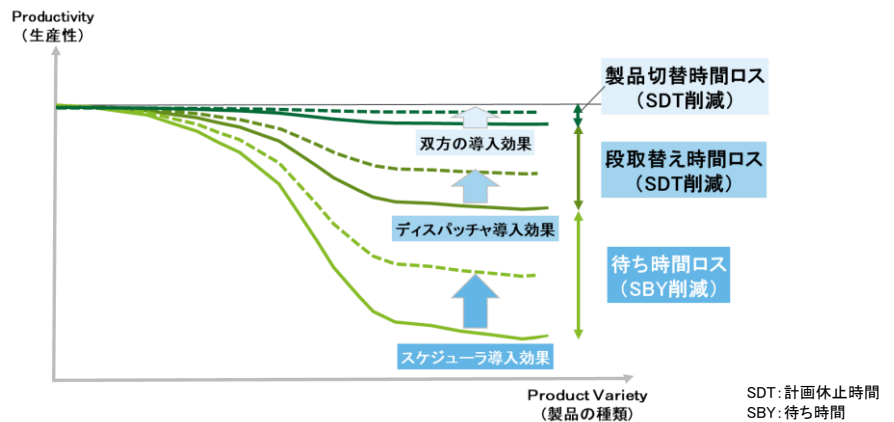 Productivity
（生産性）
製品切替時間ロス
（SDT削減）
双方の導入効果
段取替え時間ロス
（SDT削減）
ディスパッチャ導入効果
待ち時間ロス
（SBY削減）
スケジューラ導入効果
Product Variety
（製品の種類）
SDT：計画休止時間
SBY：待ち時間